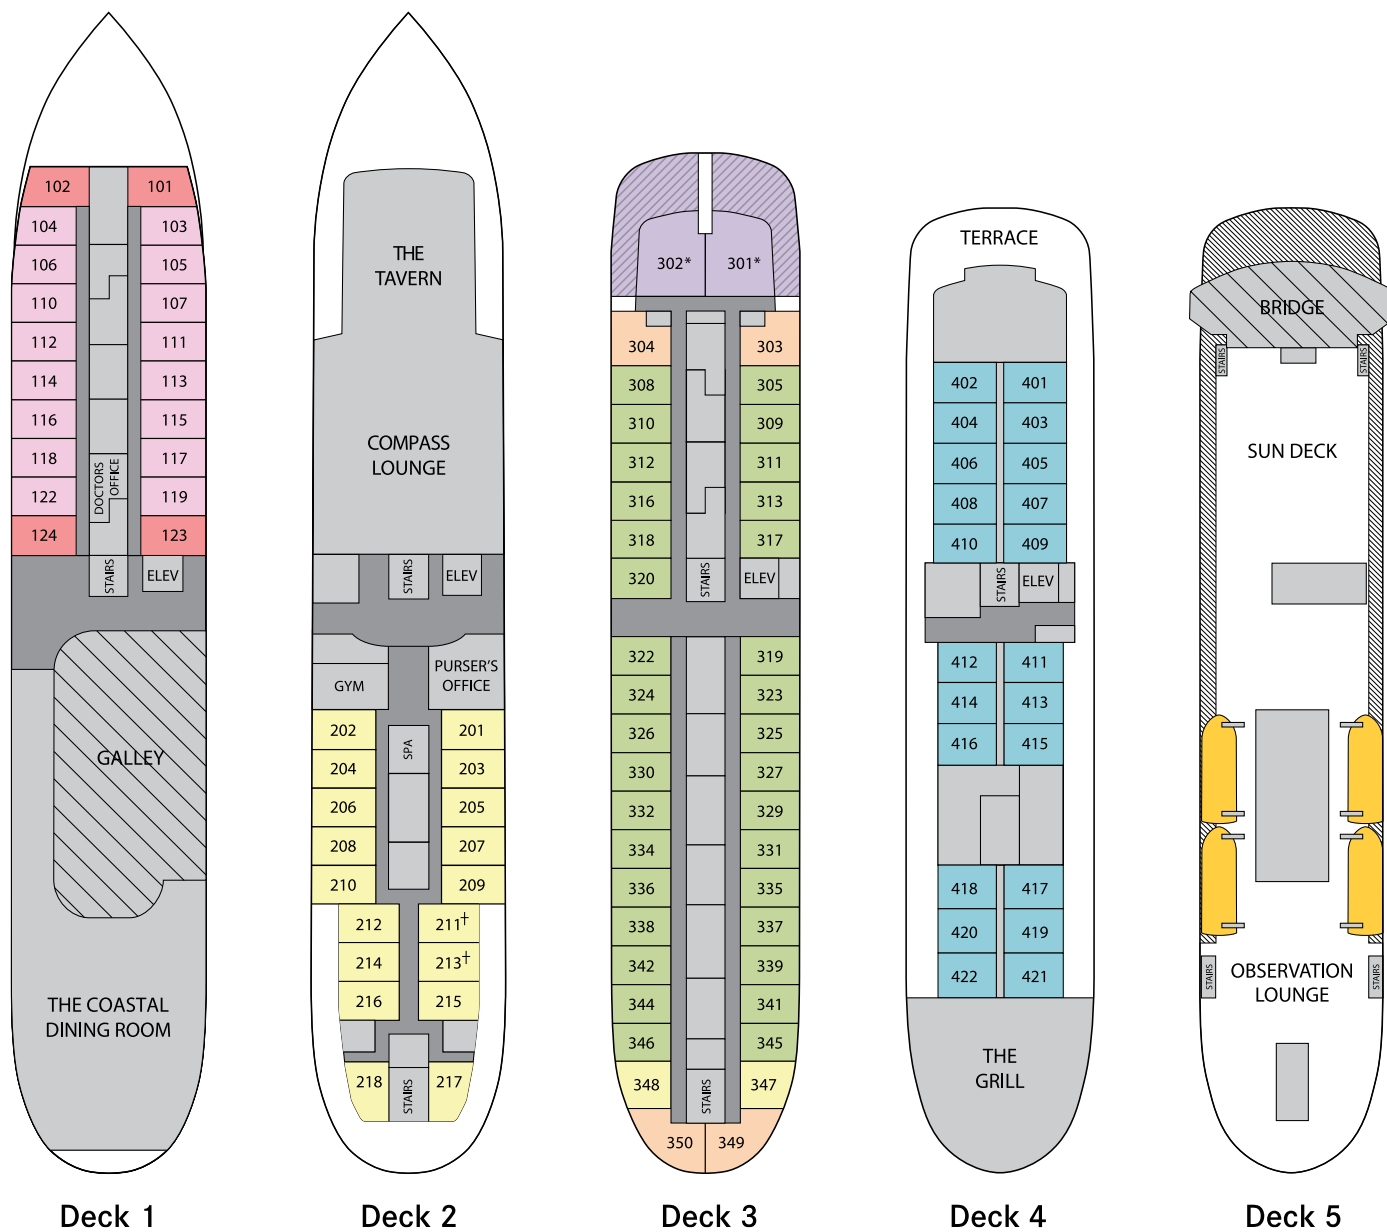 102 101
104 103
106 105
110 107
112 111
114 113
116 115
118 117
DOCTORS
OFFICE
122 119
124 123
STAIRS
ELEV
GALLEY
THE COASTAL
DINING ROOM
Deck 1
THE
TAVERN
COMPASS
LOUNGE
STAIRS
ELEV
GYM
PURSER'S
OFFICE
202 201
SPA
204 203
206 205
208 207
210 209
212 211†
214 213†
216 215
218 217
STAIRS
Deck 2
302* 301*
304 303
308 305
310 309
312 311
316 313
318 317
320
STAIRS
ELEV
322 319
324 323
326 325
330 327
332 329
334 331
336 335
338 337
342 339
344 341
346 345
348 347
STAIRS
350 349
Deck 3
TERRACE
402 401
404 403
406 405
408 407
410 409
STAIRS
ELEV
412 411
414 413
416 415
418 417
420 419
422 421
THE
GRILL
Deck 4
BRIDGE
STAIRS
STAIRS
SUN DECK
OBSERVATION
LOUNGE
STAIRS
STAIRS
Deck 5